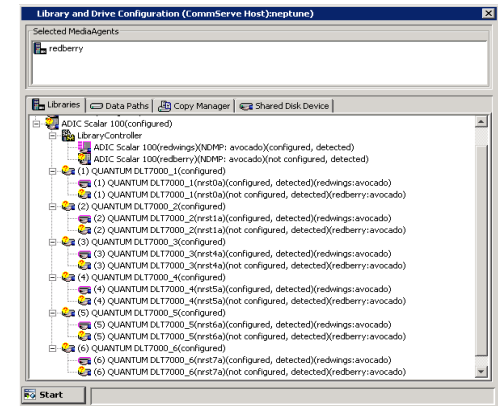 Library and Drive Configuration (CommServe Host):neptune)
Selected MediaAgents
redberry
Libraries Data Paths Copy Manager Shared Disk Device
ADIC Scalar 100(configured)
LibraryController
ADIC Scalar 100(redwings)(NDMP: avocado)(configured, detected)
ADIC Scalar 100(redberry)(NDMP: avocado)(not configured, detected)
(1) QUANTUM DLT7000_1(configured)
(1) QUANTUM DLT7000_1(nrst0a)(configured, detected)(redwings:avocado)
(1) QUANTUM DLT7000_1(nrst0a)(not configured, detected)(redberry:avocado)
(2) QUANTUM DLT7000_2(configured)
(2) QUANTUM DLT7000_2(nrst1a)(configured, detected)(redwings:avocado)
(2) QUANTUM DLT7000_2(nrst1a)(not configured, detected)(redberry:avocado)
(3) QUANTUM DLT7000_3(configured)
(3) QUANTUM DLT7000_3(nrst4a)(configured, detected)(redwings:avocado)
(3) QUANTUM DLT7000_3(nrst4a)(not configured, detected)(redberry:avocado)
(4) QUANTUM DLT7000_4(configured)
(4) QUANTUM DLT7000_4(nrst5a)(configured, detected)(redwings:avocado)
(4) QUANTUM DLT7000_4(nrst5a)(not configured, detected)(redberry:avocado)
(5) QUANTUM DLT7000_5(configured)
(5) QUANTUM DLT7000_5(nrst6a)(configured, detected)(redwings:avocado)
(5) QUANTUM DLT7000_5(nrst6a)(not configured, detected)(redberry:avocado)
(6) QUANTUM DLT7000_6(configured)
(6) QUANTUM DLT7000_6(nrst7a)(configured, detected)(redwings:avocado)
(6) QUANTUM DLT7000_6(nrst7a)(not configured, detected)(redberry:avocado)
Start